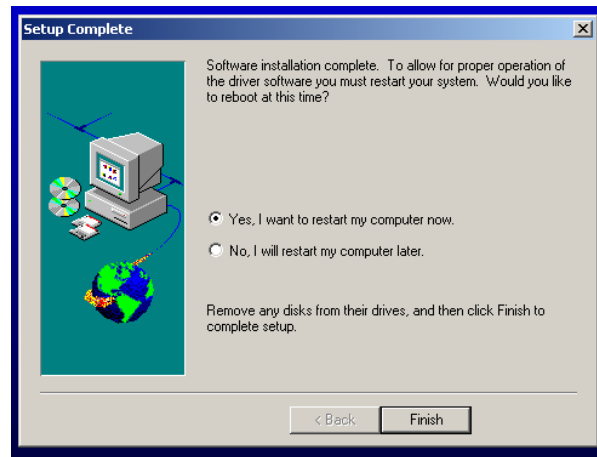 Setup Complete
Software installation complete. To allow for proper operation of
the driver software you must restart your system. Would you like
to reboot at this time?
Yes, I want to restart my computer now.
No, I will restart my computer later.
Remove any disks from their drives, and then click Finish to
complete setup.
< Back
Finish